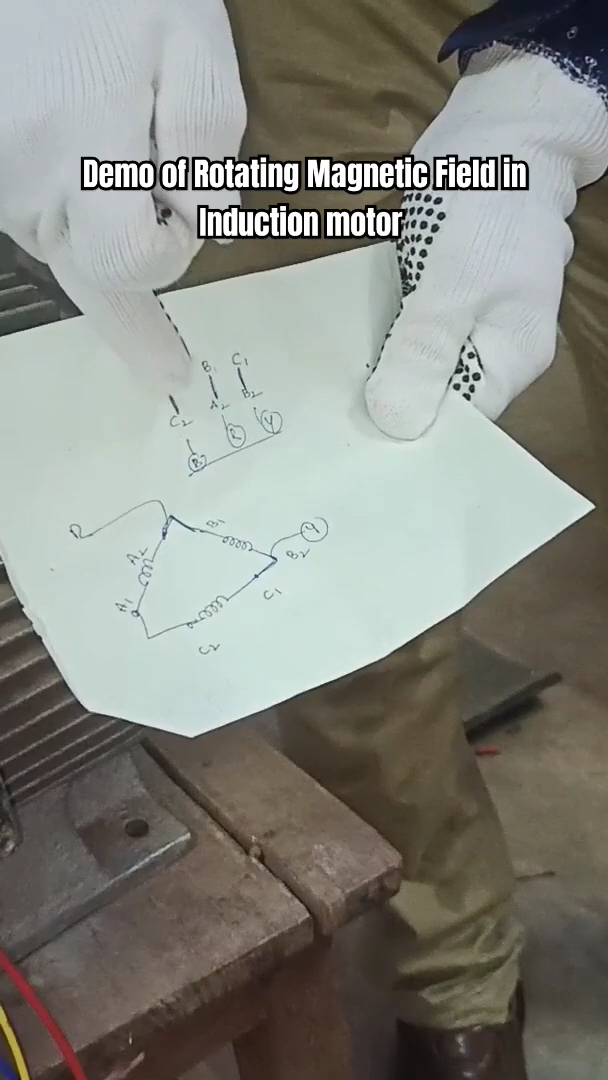 Demo of Rotating Magnetic Field in
Induction motor
B1 C1
C2 A2 B2
B R Y
R
B1
Y
A2
B2
A1
C1
C2